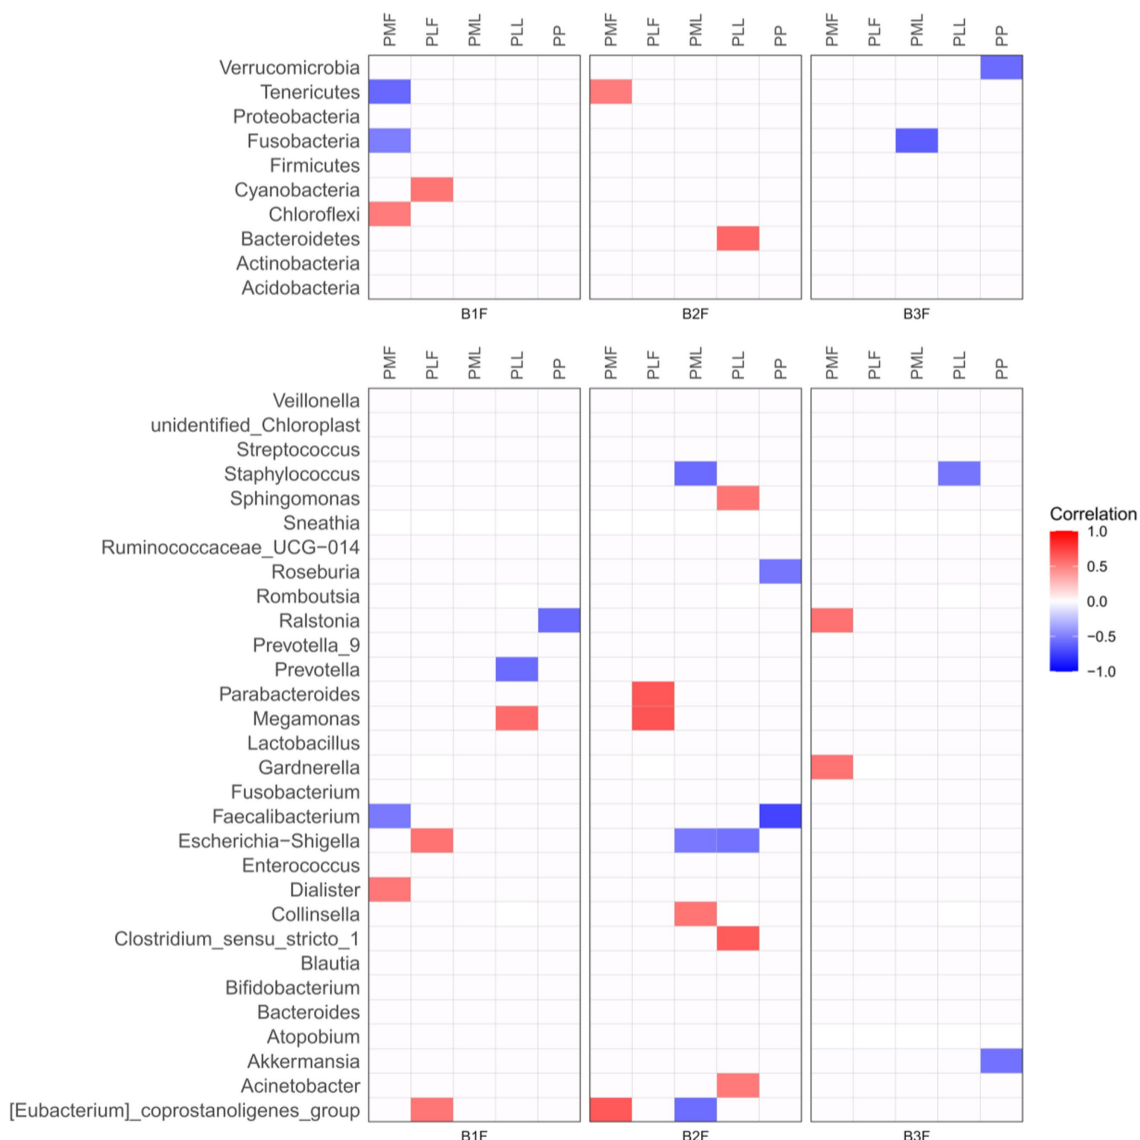 PMF PLF PML PLL PP PMF PLF PML PLL PP PMF PLF PML PLL PP
Verrucomicrobia
Tenericutes
Proteobacteria
Fusobacteria
Firmicutes
Cyanobacteria
Chloroflexi
Bacteroidetes
Actinobacteria
Acidobacteria
B1F B2F B3F
PMF PLF PML PLL PP PMF PLF PML PLL PP PMF PLF PML PLL PP
Veillonella
unidentified_Chloroplast
Streptococcus
Staphylococcus
Sphingomonas
Sneathia
Ruminococcaceae_UCG−014
Roseburia
Romboutsia
Ralstonia
Prevotella_9
Prevotella
Parabacteroides
Megamonas
Lactobacillus
Gardnerella
Fusobacterium
Faecalibacterium
Escherichia−Shigella
Enterococcus
Dialister
Collinsella
Clostridium_sensu_stricto_1
Blautia
Bifidobacterium
Bacteroides
Atopobium
Akkermansia
Acinetobacter
[Eubacterium]_coprostanoligenes_group
B1F B2F B3F
Correlation
1.0
0.5
0.0
−0.5
−1.0